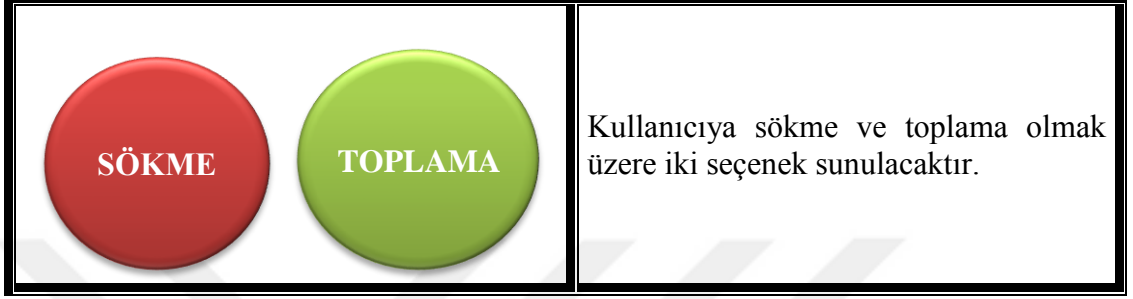 SÖKME
TOPLAMA
Kullanıcıya sökme ve toplama olmak
üzere iki seçenek sunulacaktır.